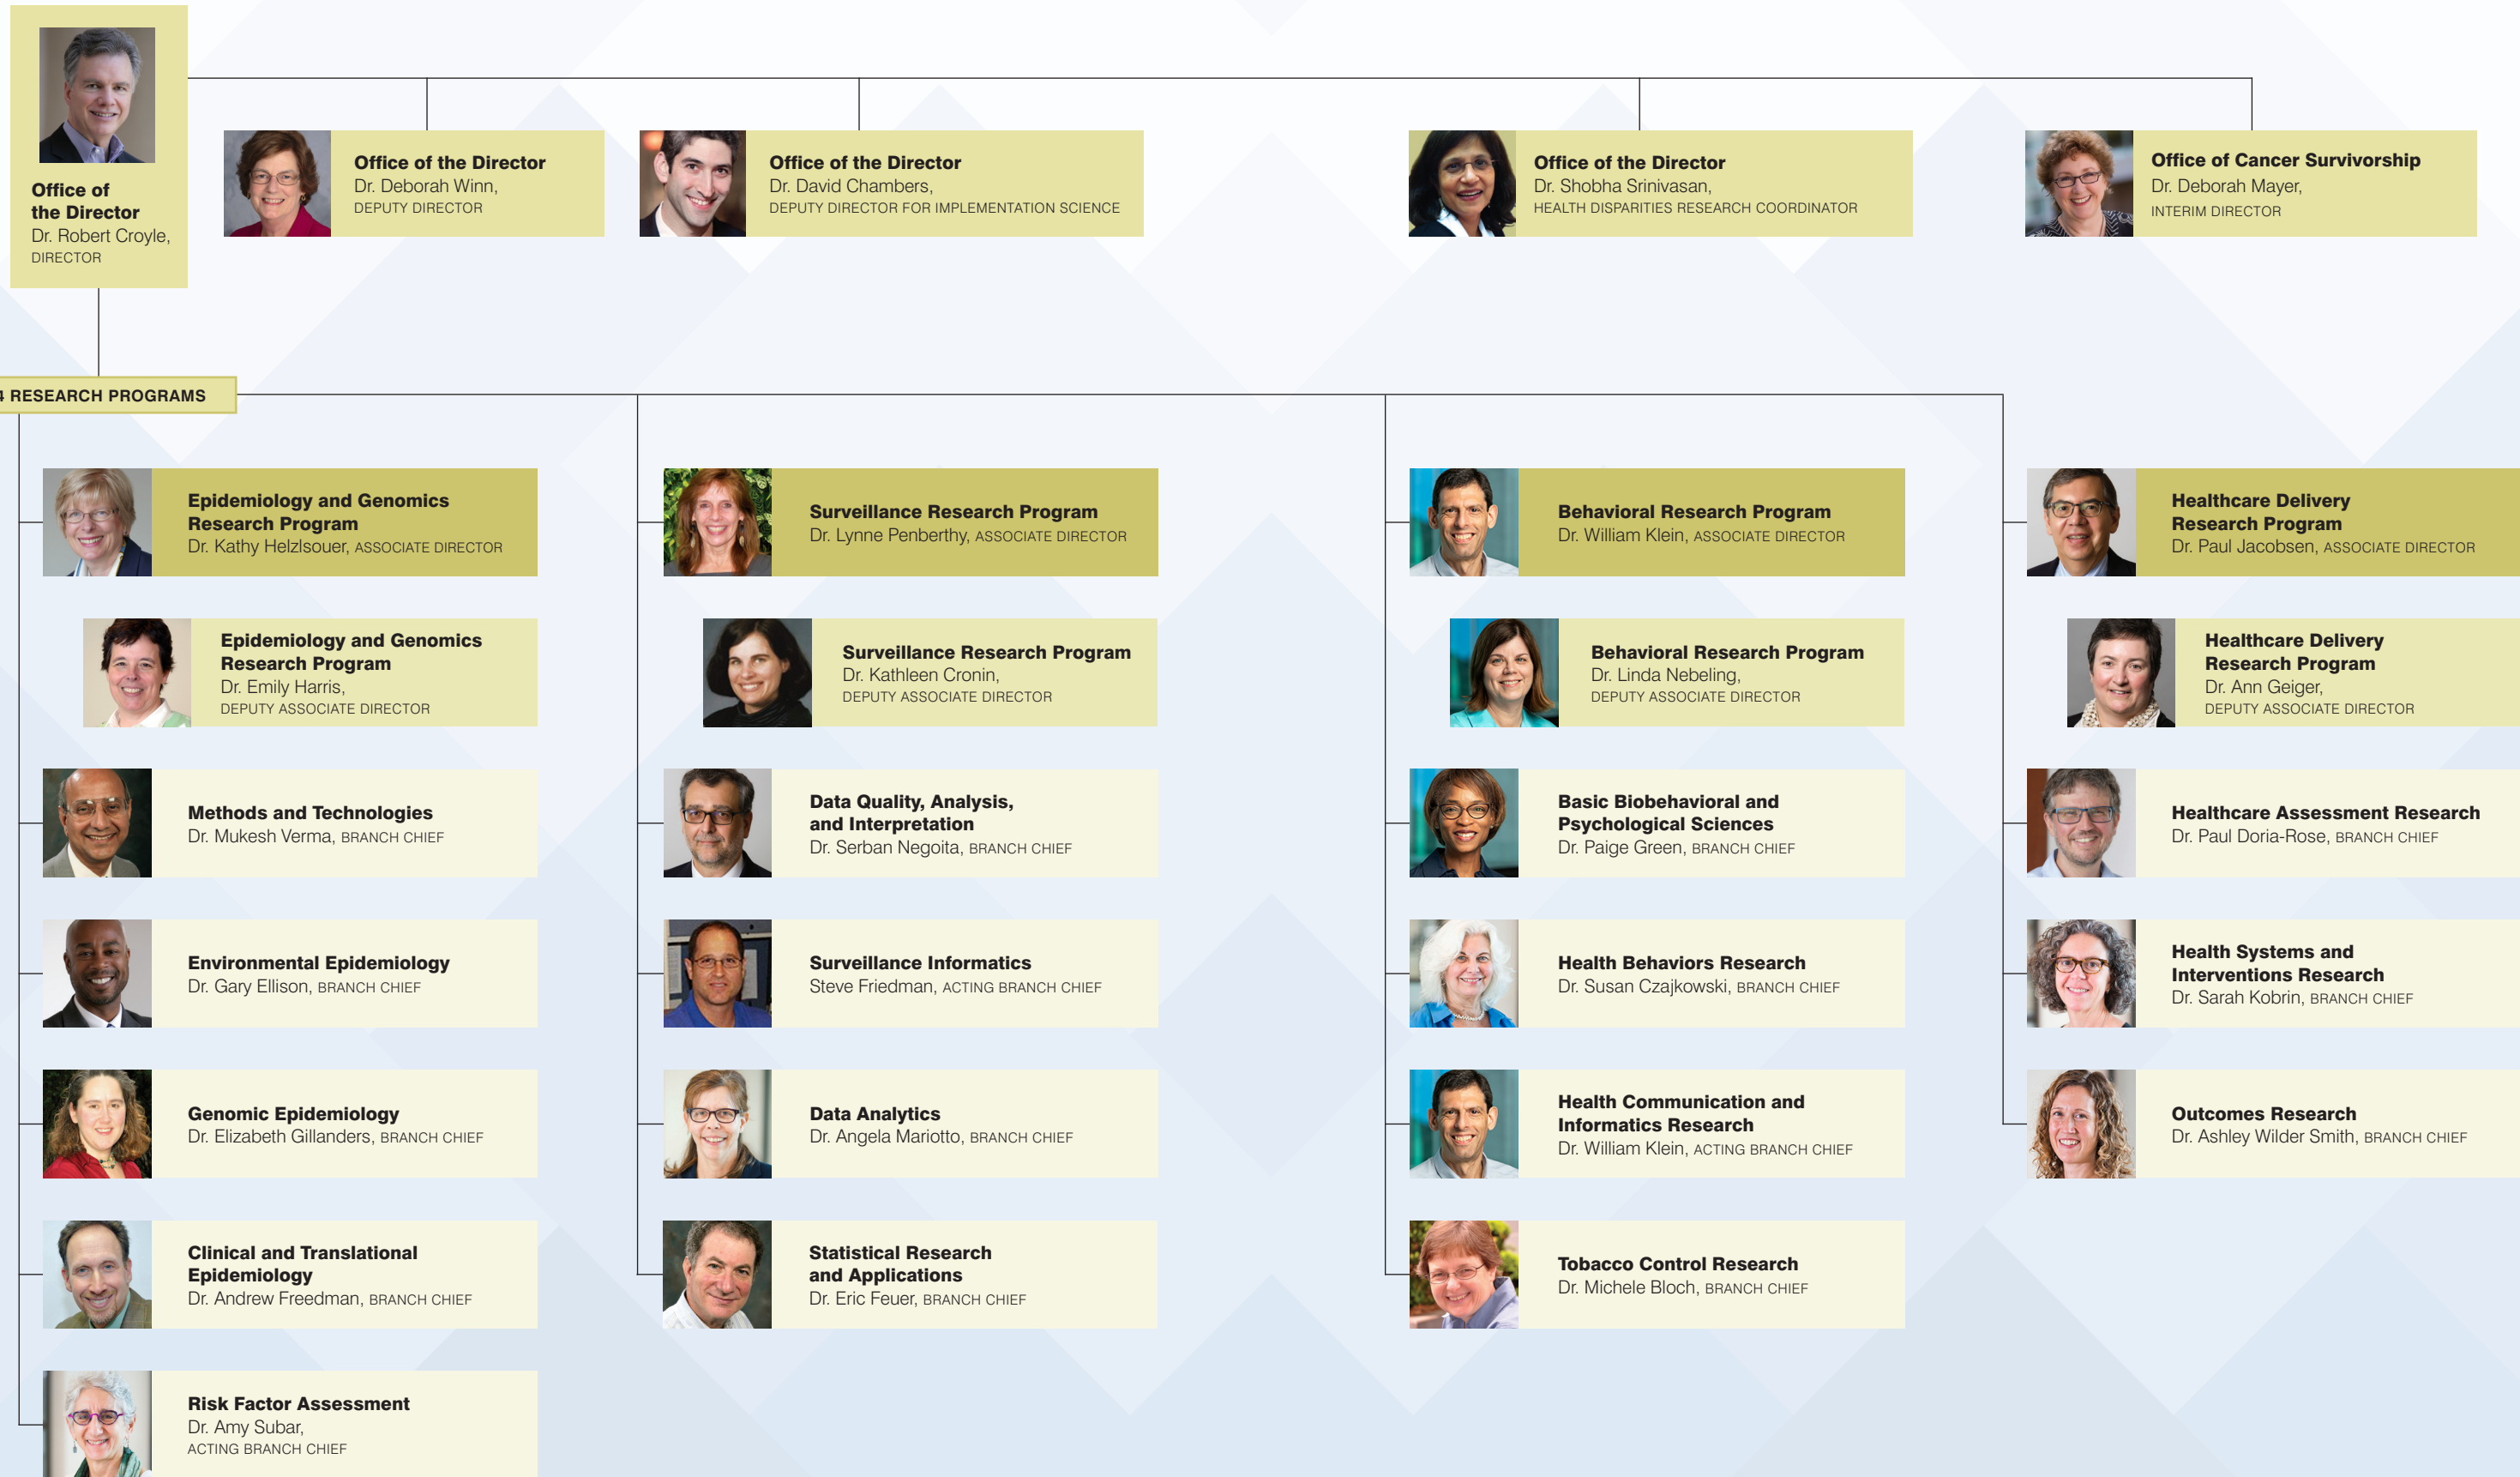 Office of
the Director
Dr. Robert Croyle,
DIRECTOR
Office of the Director
Dr. Deborah Winn,
DEPUTY DIRECTOR
Office of the Director
Dr. David Chambers,
DEPUTY DIRECTOR FOR IMPLEMENTATION SCIENCE
Office of the Director
Dr. Shobha Srinivasan,
HEALTH DISPARITIES RESEARCH COORDINATOR
Office of Cancer Survivorship
Dr. Deborah Mayer,
INTERIM DIRECTOR
4 RESEARCH PROGRAMS
Epidemiology and Genomics
Research Program
Dr. Kathy Helzlsouer, ASSOCIATE DIRECTOR
Epidemiology and Genomics
Research Program
Dr. Emily Harris,
DEPUTY ASSOCIATE DIRECTOR
Methods and Technologies
Dr. Mukesh Verma, BRANCH CHIEF
Environmental Epidemiology
Dr. Gary Ellison, BRANCH CHIEF
Genomic Epidemiology
Dr. Elizabeth Gillanders, BRANCH CHIEF
Clinical and Translational
Epidemiology
Dr. Andrew Freedman, BRANCH CHIEF
Risk Factor Assessment
Dr. Amy Subar,
ACTING BRANCH CHIEF
Surveillance Research Program
Dr. Lynne Penberthy, ASSOCIATE DIRECTOR
Surveillance Research Program
Dr. Kathleen Cronin,
DEPUTY ASSOCIATE DIRECTOR
Data Quality, Analysis,
and Interpretation
Dr. Serban Negoita, BRANCH CHIEF
Surveillance Informatics
Steve Friedman, ACTING BRANCH CHIEF
Data Analytics
Dr. Angela Mariotto, BRANCH CHIEF
Statistical Research
and Applications
Dr. Eric Feuer, BRANCH CHIEF
Behavioral Research Program
Dr. William Klein, ASSOCIATE DIRECTOR
Behavioral Research Program
Dr. Linda Nebeling,
DEPUTY ASSOCIATE DIRECTOR
Basic Biobehavioral and
Psychological Sciences
Dr. Paige Green, BRANCH CHIEF
Health Behaviors Research
Dr. Susan Czajkowski, BRANCH CHIEF
Health Communication and
Informatics Research
Dr. William Klein, ACTING BRANCH CHIEF
Tobacco Control Research
Dr. Michele Bloch, BRANCH CHIEF
Healthcare Delivery
Research Program
Dr. Paul Jacobsen, ASSOCIATE DIRECTOR
Healthcare Delivery
Research Program
Dr. Ann Geiger,
DEPUTY ASSOCIATE DIRECTOR
Healthcare Assessment Research
Dr. Paul Doria-Rose, BRANCH CHIEF
Health Systems and
Interventions Research
Dr. Sarah Kobrin, BRANCH CHIEF
Outcomes Research
Dr. Ashley Wilder Smith, BRANCH CHIEF